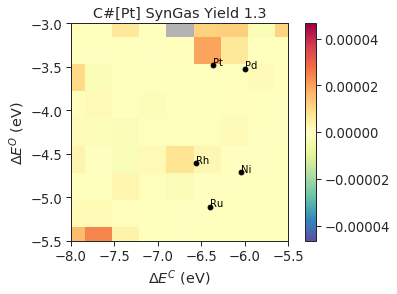 C#[Pt] SynGas Yield 1.3
ΔE^O (eV)
−3.0
−3.5
−4.0
−4.5
−5.0
−5.5
Pt
Pd
Rh
Ni
Ru
−8.0 −7.5 −7.0 −6.5 −6.0 −5.5
ΔE^C (eV)
0.00004
0.00002
0.00000
−0.00002
−0.00004